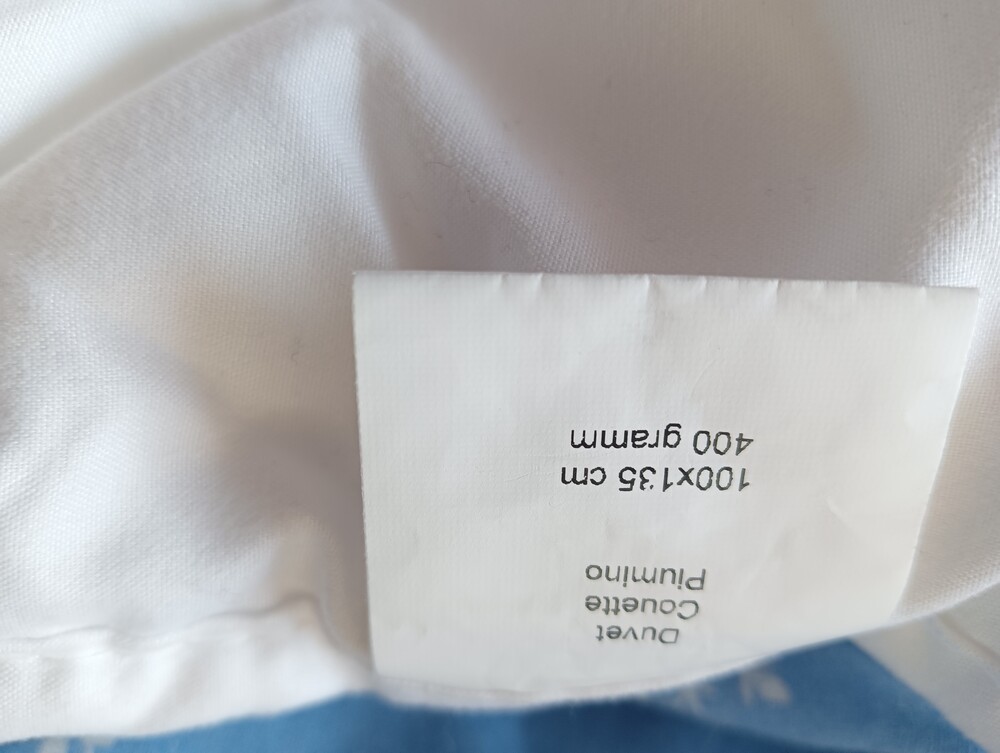 Duvet
Couette
Piumino
100x135 cm
400 gramm